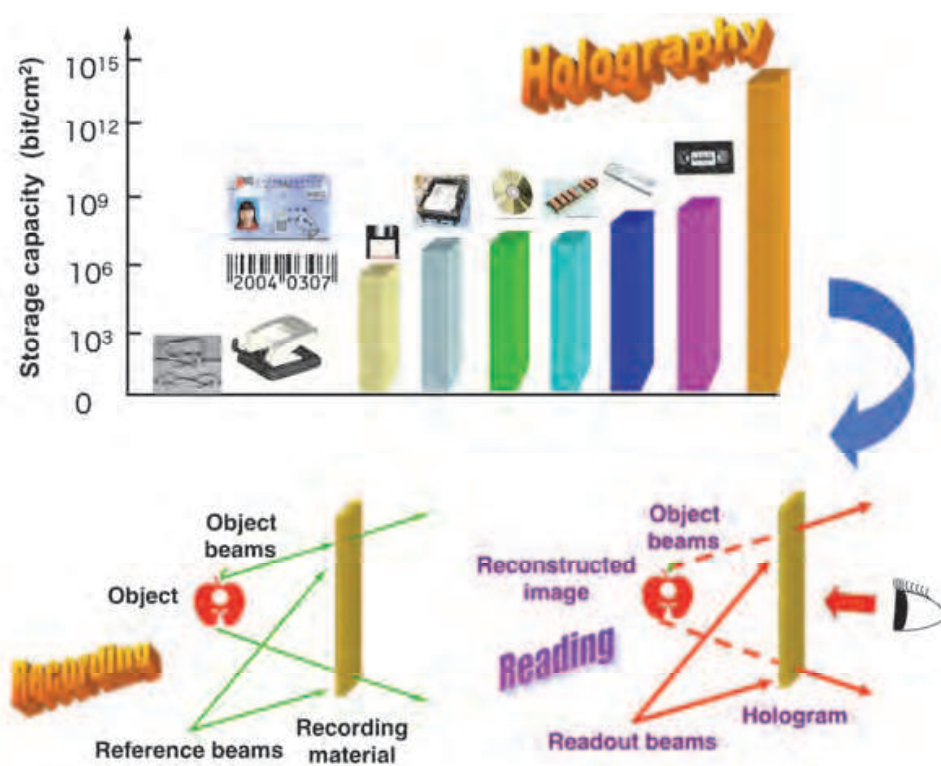 Holography
Storage capacity (bit/cm²)
10¹⁵
10¹²
10⁹
10⁶
10³
0
2004 0307
Object
beams
Object
Recording
Reference beams
Recording
material
Object
beams
Reconstructed
image
Reading
Readout beams
Hologram